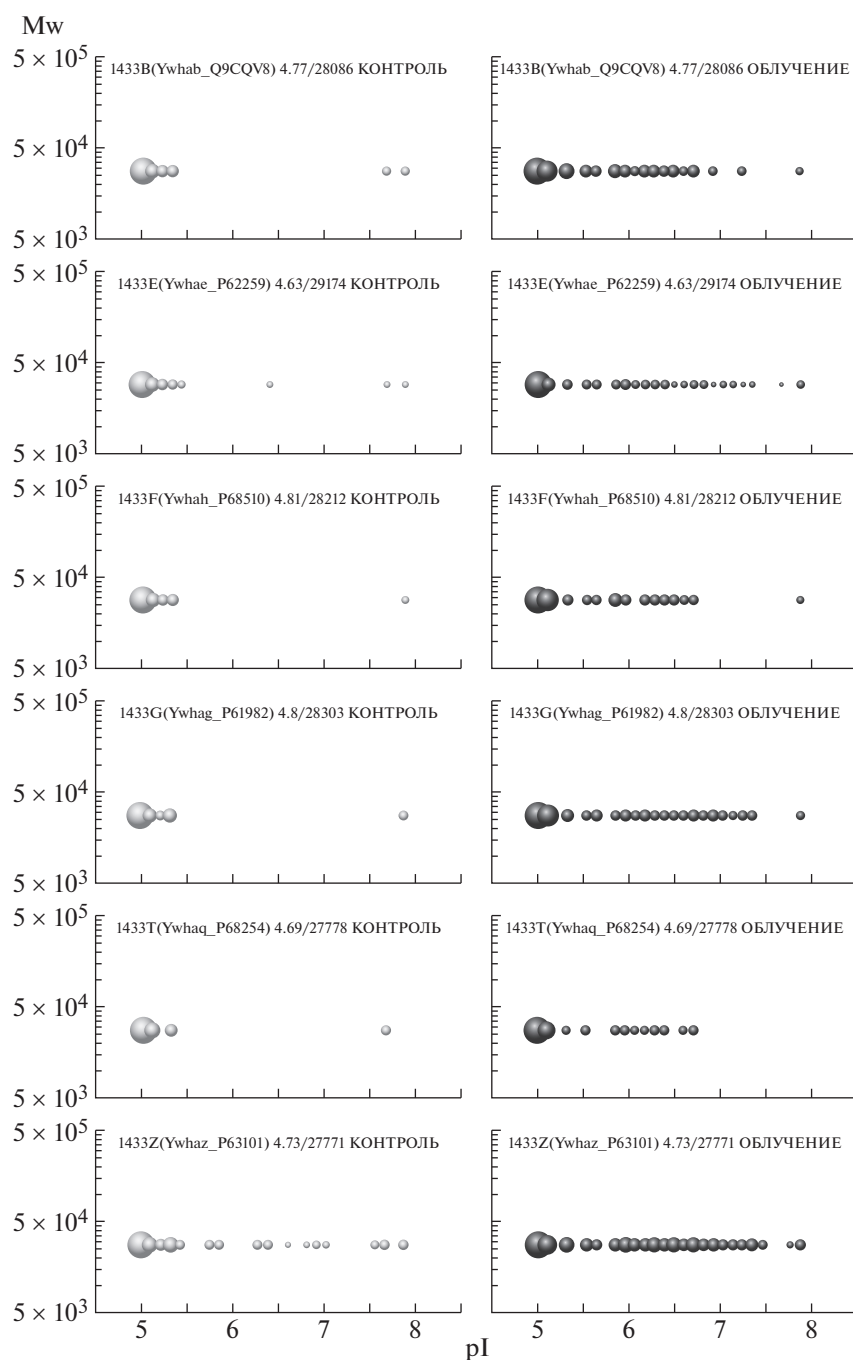 Mw
5 × 10⁵
1433B(Ywhab_Q9CQV8) 4.77/28086 КОНТРОЛЬ
1433B(Ywhab_Q9CQV8) 4.77/28086 ОБЛУЧЕНИЕ
5 × 10⁴
5 × 10³
5 × 10⁵
1433E(Ywhae_P62259) 4.63/29174 КОНТРОЛЬ
1433E(Ywhae_P62259) 4.63/29174 ОБЛУЧЕНИЕ
5 × 10⁴
5 × 10³
5 × 10⁵
1433F(Ywhah_P68510) 4.81/28212 КОНТРОЛЬ
1433F(Ywhah_P68510) 4.81/28212 ОБЛУЧЕНИЕ
5 × 10⁴
5 × 10³
5 × 10⁵
1433G(Ywhag_P61982) 4.8/28303 КОНТРОЛЬ
1433G(Ywhag_P61982) 4.8/28303 ОБЛУЧЕНИЕ
5 × 10⁴
5 × 10³
5 × 10⁵
1433T(Ywhaq_P68254) 4.69/27778 КОНТРОЛЬ
1433T(Ywhaq_P68254) 4.69/27778 ОБЛУЧЕНИЕ
5 × 10⁴
5 × 10³
5 × 10⁵
1433Z(Ywhaz_P63101) 4.73/27771 КОНТРОЛЬ
1433Z(Ywhaz_P63101) 4.73/27771 ОБЛУЧЕНИЕ
5 × 10⁴
5 × 10³
5 6 7 8 5 6 7 8
pI